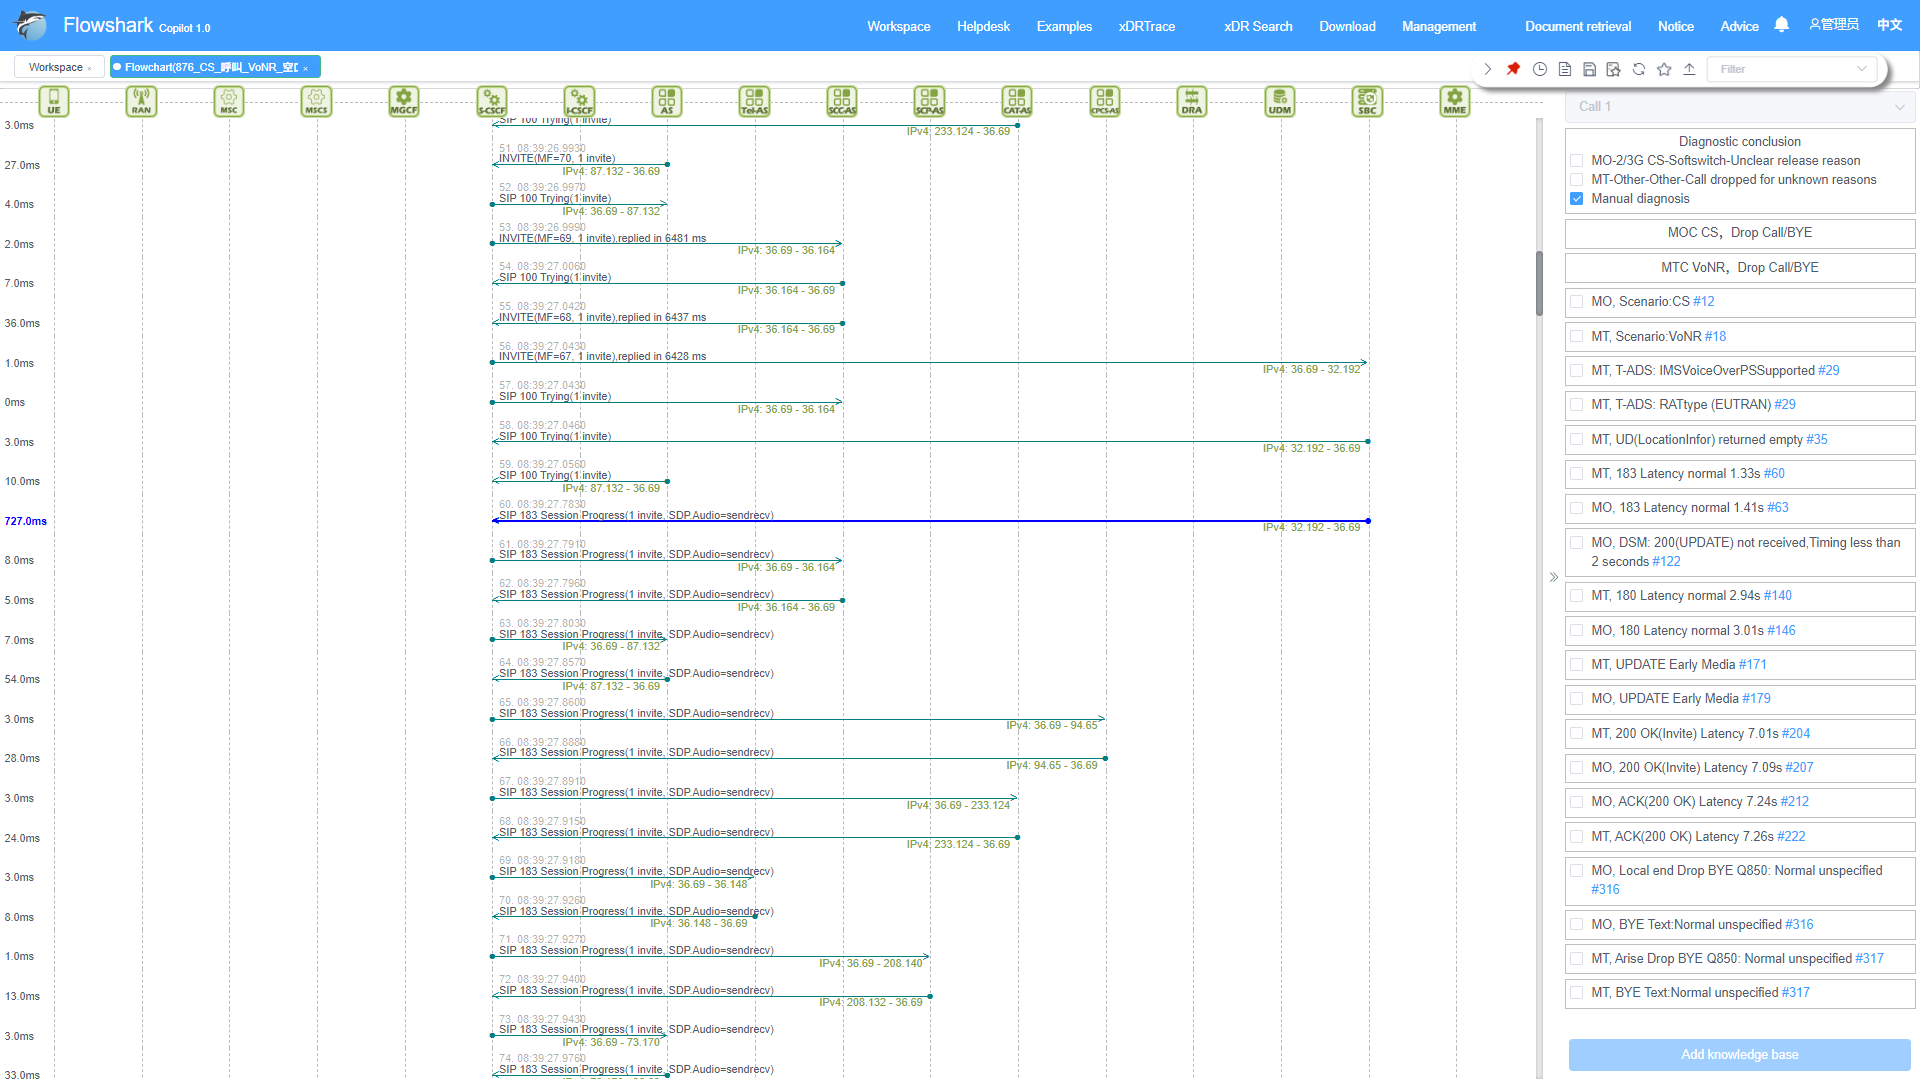 Flowshark Copilot 1.0
Workspace Helpdesk Examples xDRTrace xDR Search Download Management Document retrieval Notice Advice 管理员 中文
Workspace × Flowchart(876_CS_呼叫_VoNR_空口 ×
Filter
UE RAN MSC MSCS MGCF S-CSCF I-CSCF AS Tel-AS SCC-AS SCP-AS CAT-AS CPCS-AS DRA UDM SBC MME
3.0ms SIP 100 Trying(1 invite)
IPv4: 233.124 - 36.69
51. 08:39:26.9930
27.0ms INVITE(MF=70, 1 invite)
IPv4: 87.132 - 36.69
52. 08:39:26.9970
4.0ms SIP 100 Trying(1 invite)
IPv4: 36.69 - 87.132
53. 08:39:26.9990
2.0ms INVITE(MF=69, 1 invite),replied in 6481 ms
IPv4: 36.69 - 36.164
54. 08:39:27.0060
7.0ms SIP 100 Trying(1 invite)
IPv4: 36.164 - 36.69
55. 08:39:27.0420
36.0ms INVITE(MF=68, 1 invite),replied in 6437 ms
IPv4: 36.164 - 36.69
56. 08:39:27.0430
1.0ms INVITE(MF=67, 1 invite),replied in 6428 ms
IPv4: 36.69 - 32.192
57. 08:39:27.0430
0ms SIP 100 Trying(1 invite)
IPv4: 36.69 - 36.164
58. 08:39:27.0460
3.0ms SIP 100 Trying(1 invite)
IPv4: 32.192 - 36.69
59. 08:39:27.0560
10.0ms SIP 100 Trying(1 invite)
IPv4: 87.132 - 36.69
60. 08:39:27.7830
727.0ms SIP 183 Session Progress(1 invite, SDP.Audio=sendrecv)
IPv4: 32.192 - 36.69
61. 08:39:27.7910
8.0ms SIP 183 Session Progress(1 invite, SDP.Audio=sendrecv)
IPv4: 36.69 - 36.164
62. 08:39:27.7960
5.0ms SIP 183 Session Progress(1 invite, SDP.Audio=sendrecv)
IPv4: 36.164 - 36.69
63. 08:39:27.8030
7.0ms SIP 183 Session Progress(1 invite, SDP.Audio=sendrecv)
IPv4: 36.69 - 87.132
64. 08:39:27.8570
54.0ms SIP 183 Session Progress(1 invite, SDP.Audio=sendrecv)
IPv4: 87.132 - 36.69
65. 08:39:27.8600
3.0ms SIP 183 Session Progress(1 invite, SDP.Audio=sendrecv)
IPv4: 36.69 - 94.65
66. 08:39:27.8880
28.0ms SIP 183 Session Progress(1 invite, SDP.Audio=sendrecv)
IPv4: 94.65 - 36.69
67. 08:39:27.8910
3.0ms SIP 183 Session Progress(1 invite, SDP.Audio=sendrecv)
IPv4: 36.69 - 233.124
68. 08:39:27.9150
24.0ms SIP 183 Session Progress(1 invite, SDP.Audio=sendrecv)
IPv4: 233.124 - 36.69
69. 08:39:27.9180
3.0ms SIP 183 Session Progress(1 invite, SDP.Audio=sendrecv)
IPv4: 36.69 - 36.148
70. 08:39:27.9260
8.0ms SIP 183 Session Progress(1 invite, SDP.Audio=sendrecv)
IPv4: 36.148 - 36.69
71. 08:39:27.9270
1.0ms SIP 183 Session Progress(1 invite, SDP.Audio=sendrecv)
IPv4: 36.69 - 208.140
72. 08:39:27.9400
13.0ms SIP 183 Session Progress(1 invite, SDP.Audio=sendrecv)
IPv4: 208.132 - 36.69
73. 08:39:27.9430
3.0ms SIP 183 Session Progress(1 invite, SDP.Audio=sendrecv)
IPv4: 36.69 - 73.170
74. 08:39:27.9760
33.0ms SIP 183 Session Progress(1 invite, SDP.Audio=sendrecv)
Call 1
Diagnostic conclusion
MO-2/3G CS-Softswitch-Unclear release reason
MT-Other-Other-Call dropped for unknown reasons
Manual diagnosis
MOC CS，Drop Call/BYE
MTC VoNR，Drop Call/BYE
MO, Scenario:CS #12
MT, Scenario:VoNR #18
MT, T-ADS: IMSVoiceOverPSSupported #29
MT, T-ADS: RATtype (EUTRAN) #29
MT, UD(LocationInfor) returned empty #35
MT, 183 Latency normal 1.33s #60
MO, 183 Latency normal 1.41s #63
MO, DSM: 200(UPDATE) not received,Timing less than
2 seconds #122
MT, 180 Latency normal 2.94s #140
MO, 180 Latency normal 3.01s #146
MT, UPDATE Early Media #171
MO, UPDATE Early Media #179
MT, 200 OK(Invite) Latency 7.01s #204
MO, 200 OK(Invite) Latency 7.09s #207
MO, ACK(200 OK) Latency 7.24s #212
MT, ACK(200 OK) Latency 7.26s #222
MO, Local end Drop BYE Q850: Normal unspecified
#316
MO, BYE Text:Normal unspecified #316
MT, Arise Drop BYE Q850: Normal unspecified #317
MT, BYE Text:Normal unspecified #317
Add knowledge base